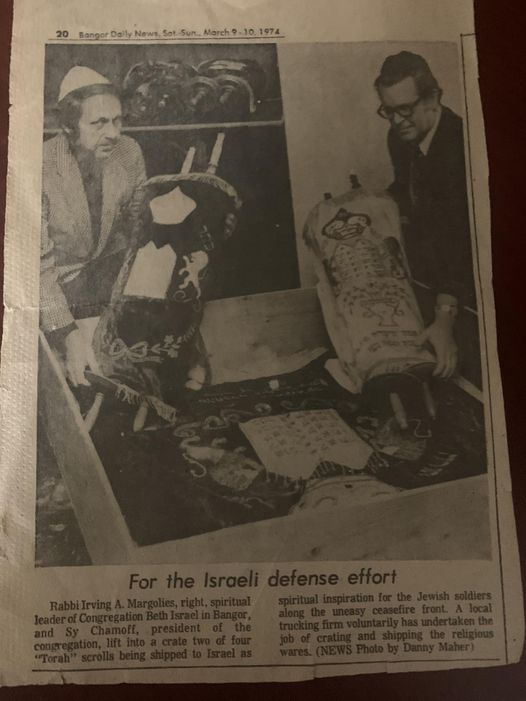 20 Bangor Daily News, Sat.-Sun., March 9-10, 1974
For the Israeli defense effort
Rabbi Irving A. Margolies, right, spiritual
leader of Congregation Beth Israel in Bangor,
and Sy Chamoff, president of the
congregation, lift into a crate two of four
"Torah" scrolls being shipped to Israel as
spiritual inspiration for the Jewish soldiers
along the uneasy ceasefire front. A local
trucking firm voluntarily has undertaken the
job of crating and shipping the religious
wares. (NEWS Photo by Danny Maher)